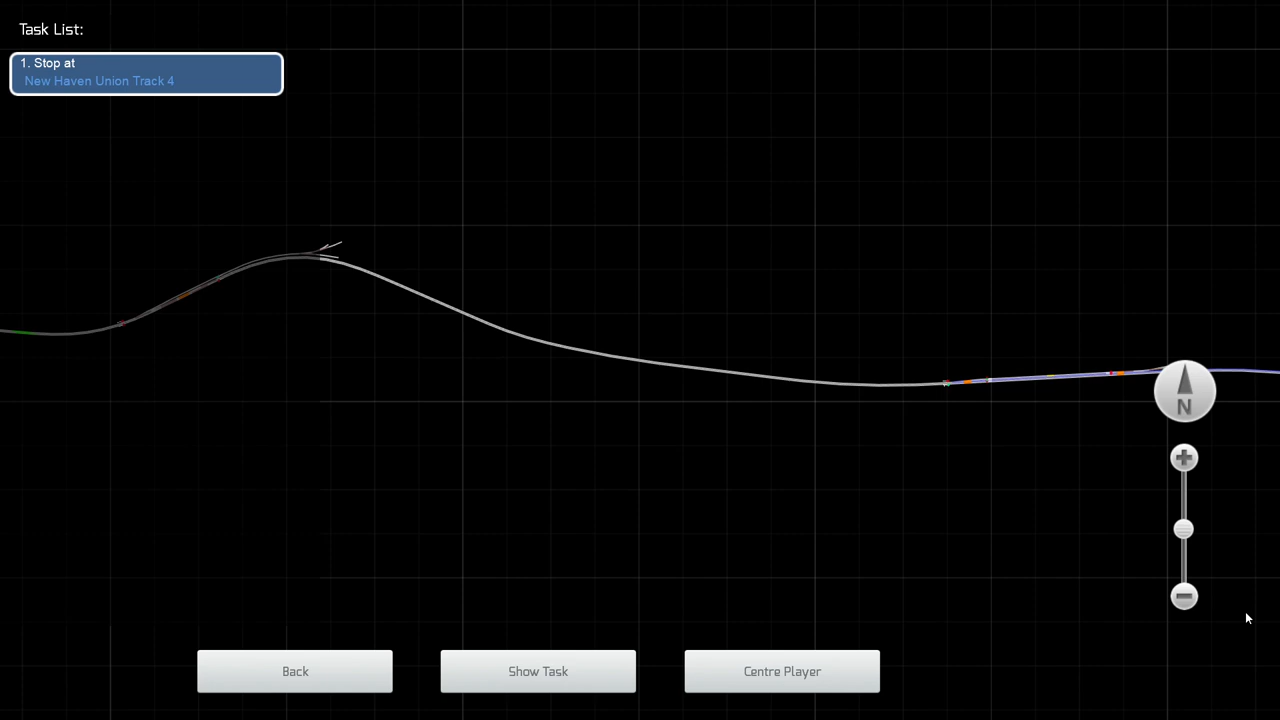 Task List:
1. Stop at
New Haven Union Track 4
N
Back
Show Task
Centre Player